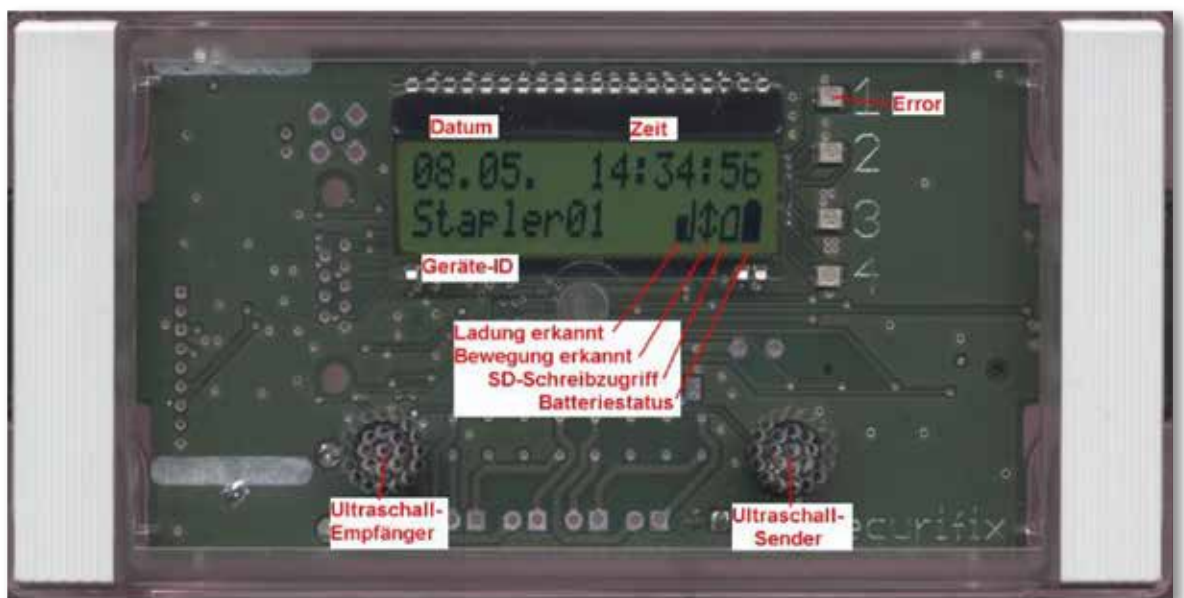 Datum Zeit
08.05. 14:34:56
Stapler01
Geräte-ID
1 Error
2
3
4
Ladung erkannt
Bewegung erkannt
SD-Schreibzugriff
Batteriestatus
Ultraschall-
Empfänger
Ultraschall-
Sender
ecurifix